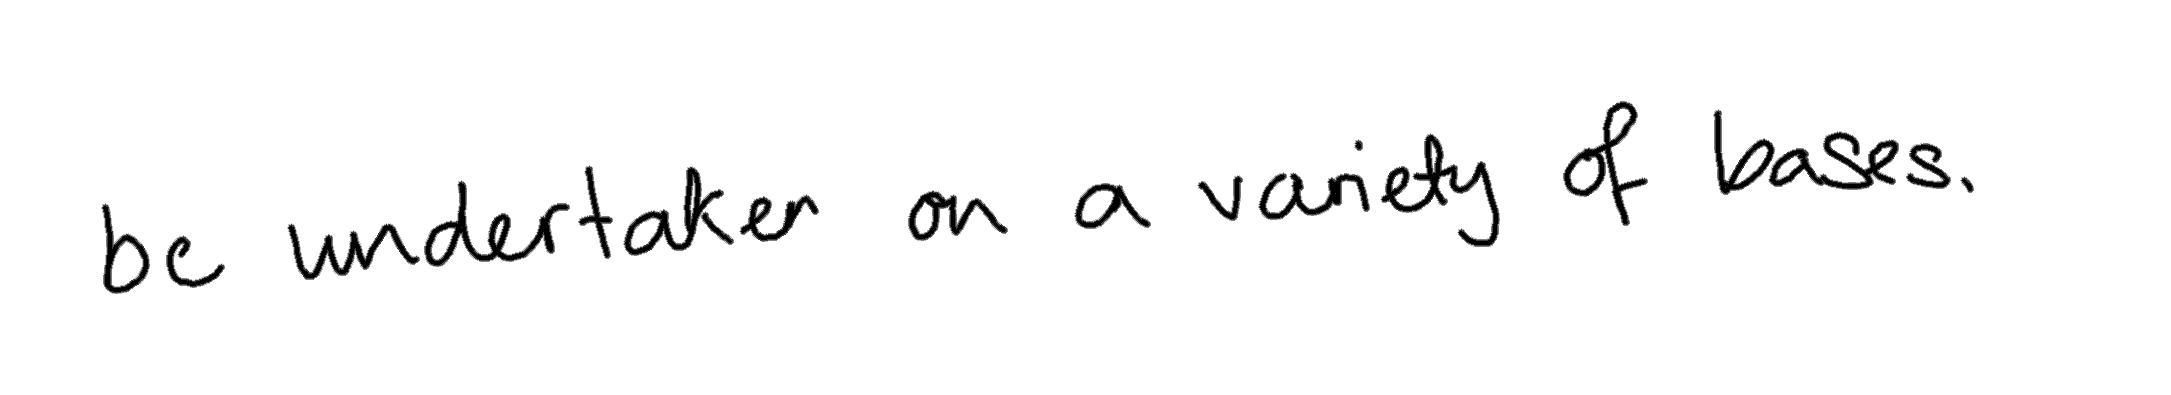 be undertaken on a variety of bases.